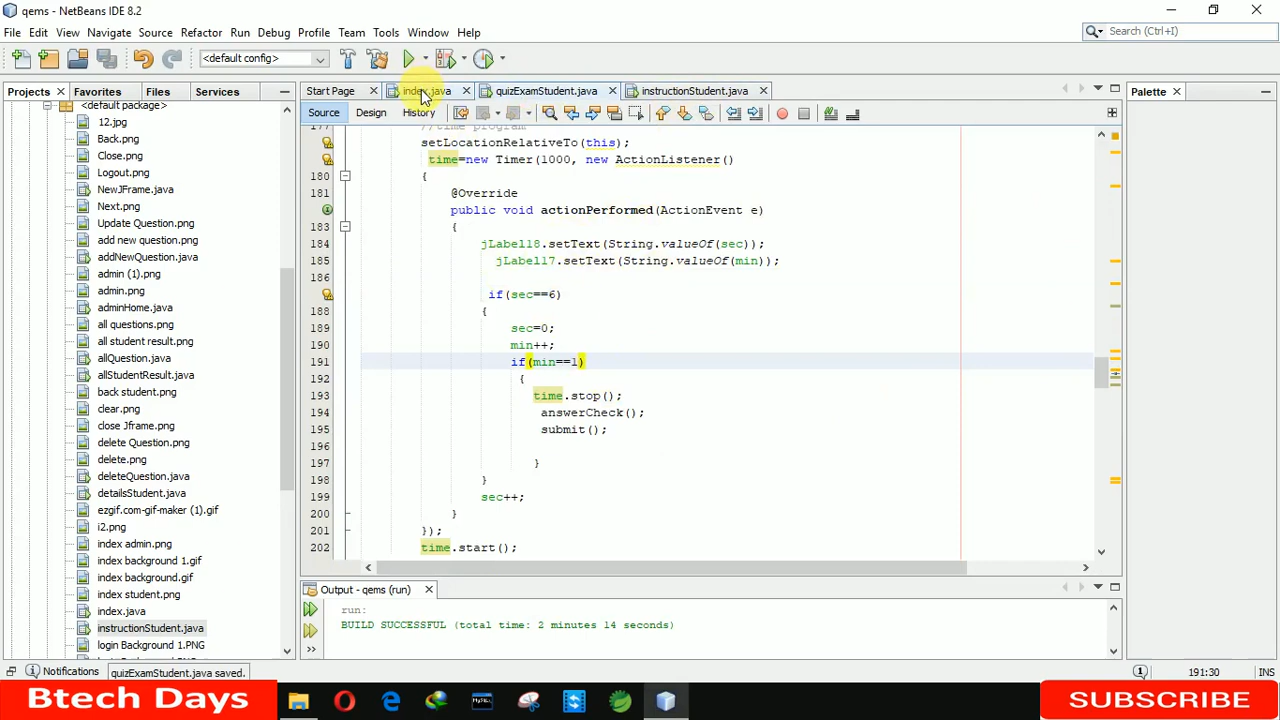 qems - NetBeans IDE 8.2
File Edit View Navigate Source Refactor Run Debug Profile Team Tools Window Help
Search (Ctrl+I)
<default config>
Projects Favorites Files Services
Start Page index.java quizExamStudent.java instructionStudent.java
Palette
Source Design History
<default package>
12.jpg
Back.png
Close.png
Logout.png
NewJFrame.java
Next.png
Update Question.png
add new question.png
addNewQuestion.java
admin (1).png
admin.png
adminHome.java
all questions.png
all student result.png
allQuestion.java
allStudentResult.java
back student.png
clear.png
close Jframe.png
delete Question.png
delete.png
deleteQuestion.java
detailsStudent.java
ezgif.com-gif-maker (1).gif
i2.png
index admin.png
index background 1.gif
index background.gif
index student.png
index.java
instructionStudent.java
login Background 1.PNG
177 //time program
setLocationRelativeTo(this);
time=new Timer(1000, new ActionListener()
180 {
181 @Override
public void actionPerformed(ActionEvent e)
183 {
184 jLabel18.setText(String.valueOf(sec));
185 jLabel17.setText(String.valueOf(min));
186
if(sec==6)
188 {
189 sec=0;
190 min++;
191 if(min==1)
192 {
193 time.stop();
194 answerCheck();
195 submit();
196
197 }
198 }
199 sec++;
200 }
201 });
202 time.start();
Output - qems (run)
run:
BUILD SUCCESSFUL (total time: 2 minutes 14 seconds)
Notifications quizExamStudent.java saved.
191:30 INS
Btech Days
SUBSCRIBE